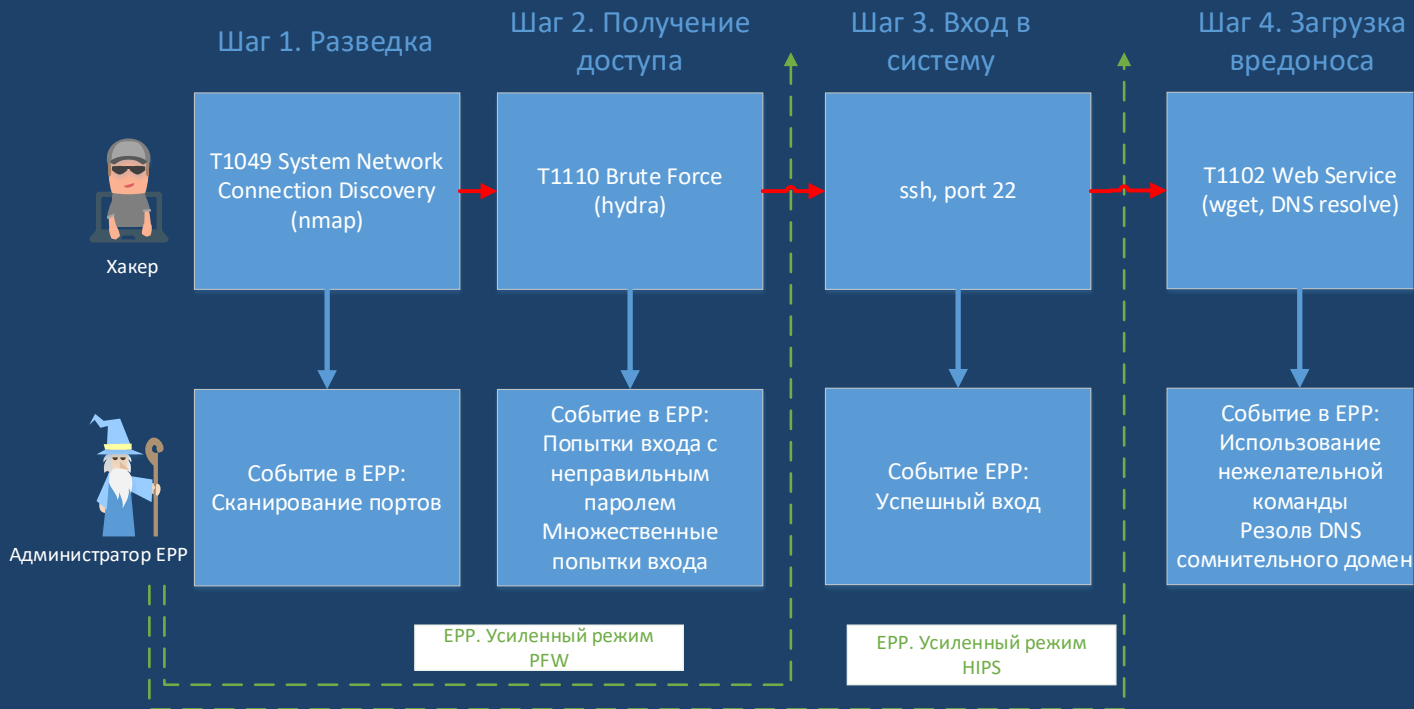 Шаг 1. Разведка
Шаг 2. Получение
доступа
Шаг 3. Вход в
систему
Шаг 4. Загрузка
вредоноса
T1049 System Network
Connection Discovery
(nmap)
T1110 Brute Force
(hydra)
ssh, port 22
T1102 Web Service
(wget, DNS resolve)
Хакер
Событие в EPP:
Сканирование портов
Событие в EPP:
Попытки входа с
неправильным
паролем
Множественные
попытки входа
Событие EPP:
Успешный вход
Событие в EPP:
Использование
нежелательной
команды
Резолв DNS
сомнительного домен
Администратор EPP
EPP. Усиленный режим
PFW
EPP. Усиленный режим
HIPS